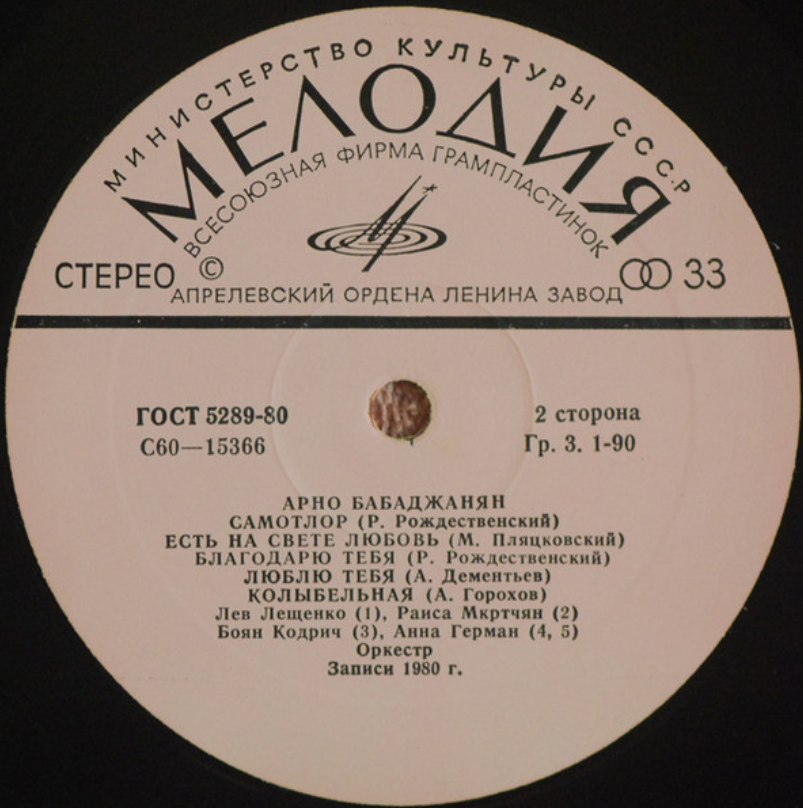 МИНИСТЕРСТВО КУЛЬТУРЫ СССР
МЕЛОДИЯ
ВСЕСОЮЗНАЯ ФИРМА ГРАМПЛАСТИНОК
СТЕРЕО © 33
АПРЕЛЕВСКИЙ ОРДЕНА ЛЕНИНА ЗАВОД
ГОСТ 5289-80
2 сторона
С60—15366
Гр. 3. 1-90
АРНО БАБАДЖАНЯН
САМОТЛОР (Р. Рождественский)
ЕСТЬ НА СВЕТЕ ЛЮБОВЬ (М. Пляцковский)
БЛАГОДАРЮ ТЕБЯ (Р. Рождественский)
ЛЮБЛЮ ТЕБЯ (А. Дементьев)
КОЛЫБЕЛЬНАЯ (А. Горохов)
Лев Лещенко (1), Раиса Мкртчян (2)
Боян Кодрич (3), Анна Герман (4, 5)
Оркестр
Записи 1980 г.